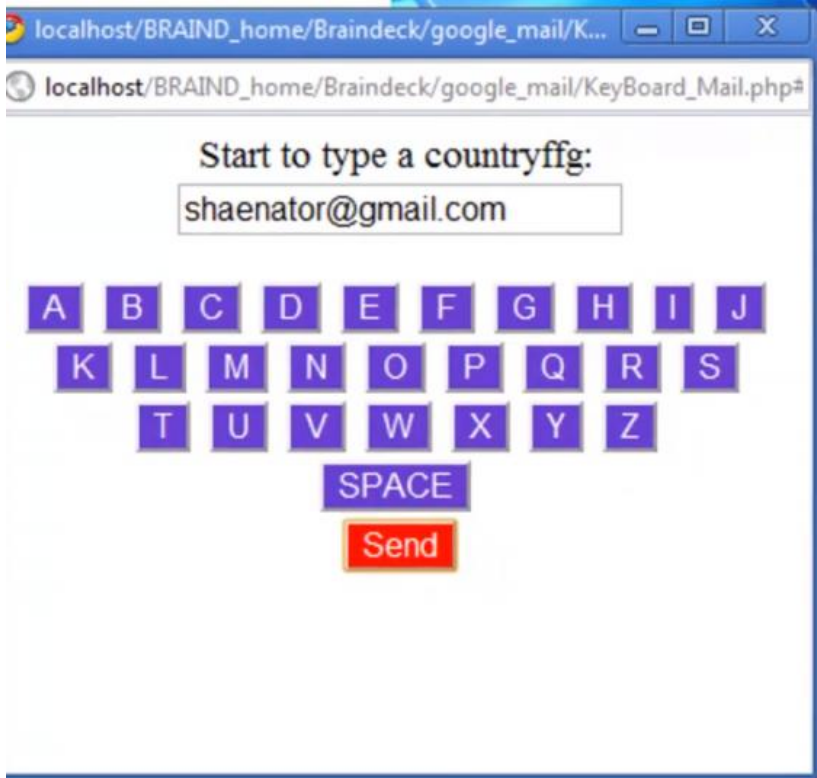 localhost/BRAIND_home/Braindeck/google_mail/K...
localhost/BRAIND_home/Braindeck/google_mail/KeyBoard_Mail.php#
Start to type a countryffg:
shaenator@gmail.com
A B C D E F G H I J
K L M N O P Q R S
T U V W X Y Z
SPACE
Send